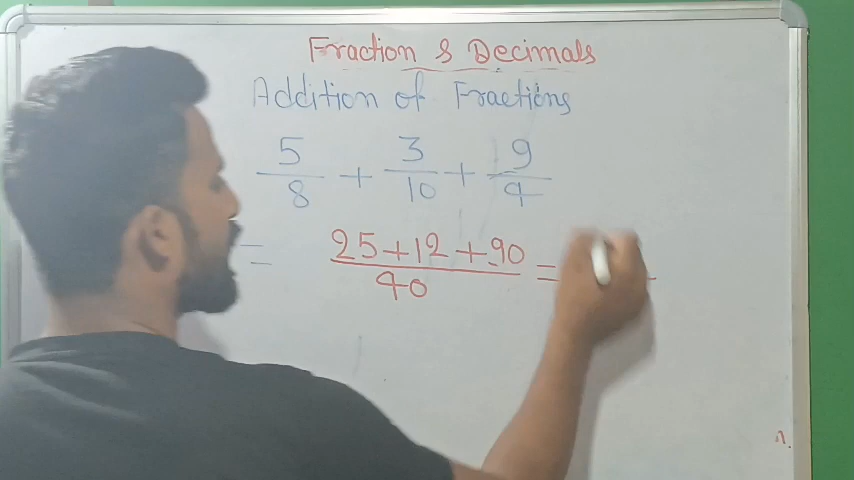 Fraction & Decimals
Addition of Fractions
5/8 + 3/10 + 9/4
= 25+12+90/40 =